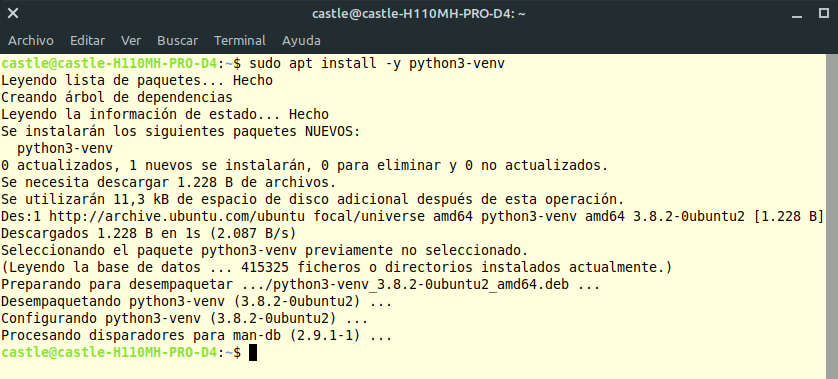 castle@castle-H110MH-PRO-D4: ~
Archivo Editar Ver Buscar Terminal Ayuda
castle@castle-H110MH-PRO-D4:~$ sudo apt install -y python3-venv
Leyendo lista de paquetes... Hecho
Creando árbol de dependencias
Leyendo la información de estado... Hecho
Se instalarán los siguientes paquetes NUEVOS:
  python3-venv
0 actualizados, 1 nuevos se instalarán, 0 para eliminar y 0 no actualizados.
Se necesita descargar 1.228 B de archivos.
Se utilizarán 11,3 kB de espacio de disco adicional después de esta operación.
Des:1 http://archive.ubuntu.com/ubuntu focal/universe amd64 python3-venv amd64 3.8.2-0ubuntu2 [1.228 B]
Descargados 1.228 B en 1s (2.087 B/s)
Seleccionando el paquete python3-venv previamente no seleccionado.
(Leyendo la base de datos ... 415325 ficheros o directorios instalados actualmente.)
Preparando para desempaquetar .../python3-venv_3.8.2-0ubuntu2_amd64.deb ...
Desempaquetando python3-venv (3.8.2-0ubuntu2) ...
Configurando python3-venv (3.8.2-0ubuntu2) ...
Procesando disparadores para man-db (2.9.1-1) ...
castle@castle-H110MH-PRO-D4:~$